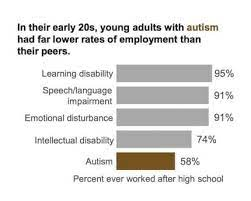 In their early 20s, young adults with autism
had far lower rates of employment than
their peers.
Learning disability 95%
Speech/language
impairment 91%
Emotional disturbance 91%
Intellectual disability 74%
Autism 58%
Percent ever worked after high school